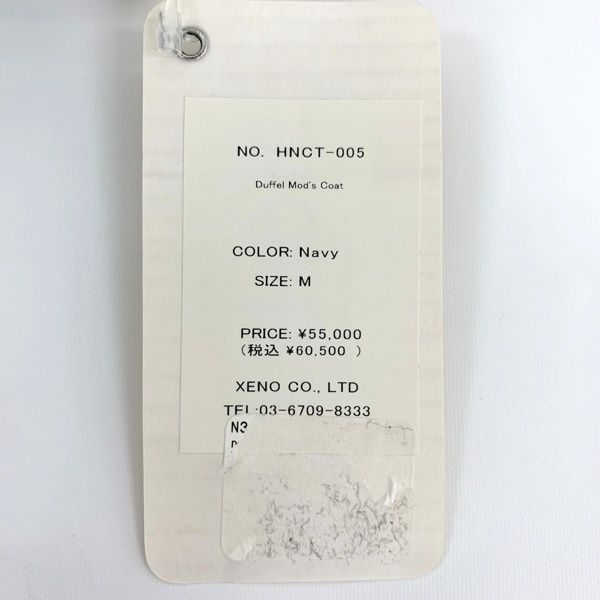 NO. HNCT-005
Duffel Mod's Coat
COLOR: Navy
SIZE: M
PRICE: ¥55,000
(税込 ¥60,500 )
XENO CO., LTD
TEL:03-6709-8333
N3